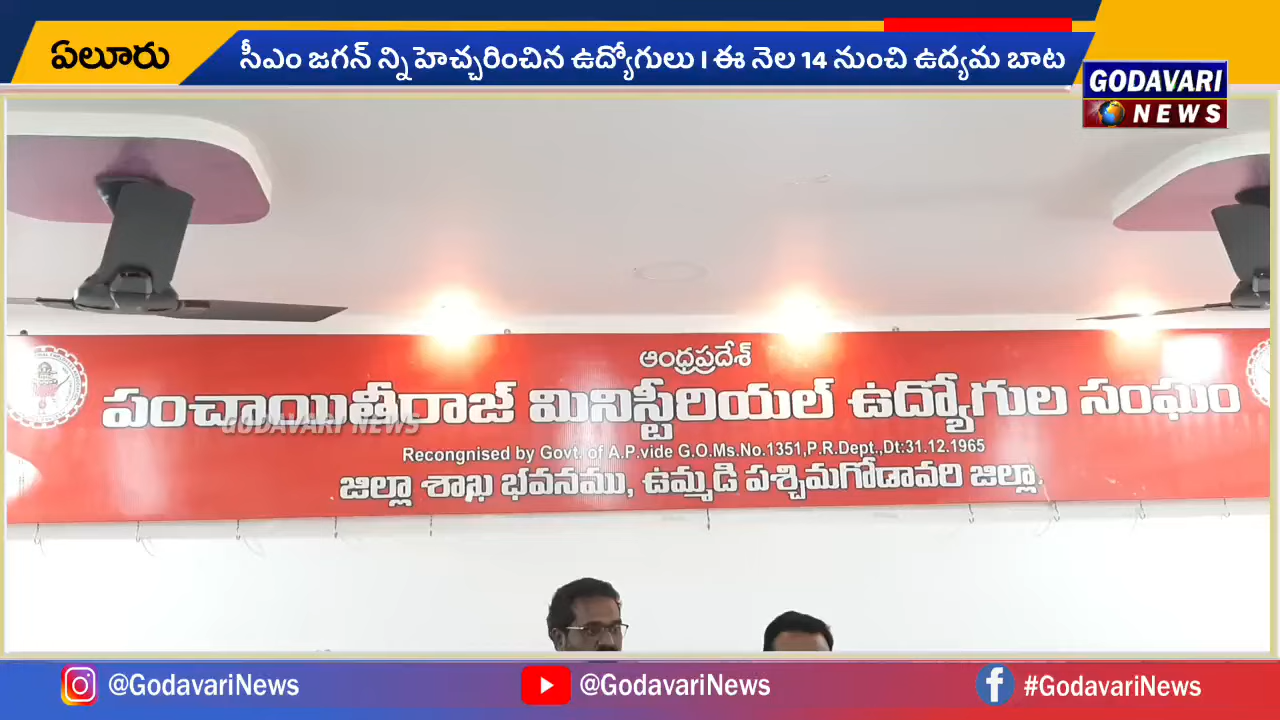 ఏలూరు
సీఎం జగన్ న్ని హెచ్చరించిన ఉద్యోగులు I ఈ నెల 14 నుంచి ఉద్యమ బాట
GODAVARI
NEWS
ఆంధ్రప్రదేశ్
పంచాయితీరాజ్ మినిస్టీరియల్ ఉద్యోగుల సంఘం
GODAVARI NEWS
Recongnised by Govt. of A.P.vide G.O.Ms.No.1351,P.R.Dept.,Dt:31.12.1965
జిల్లా శాఖ భవనము, ఉమ్మడి పశ్చిమగోదావరి జిల్లా.
@GodavariNews
@GodavariNews
#GodavariNews